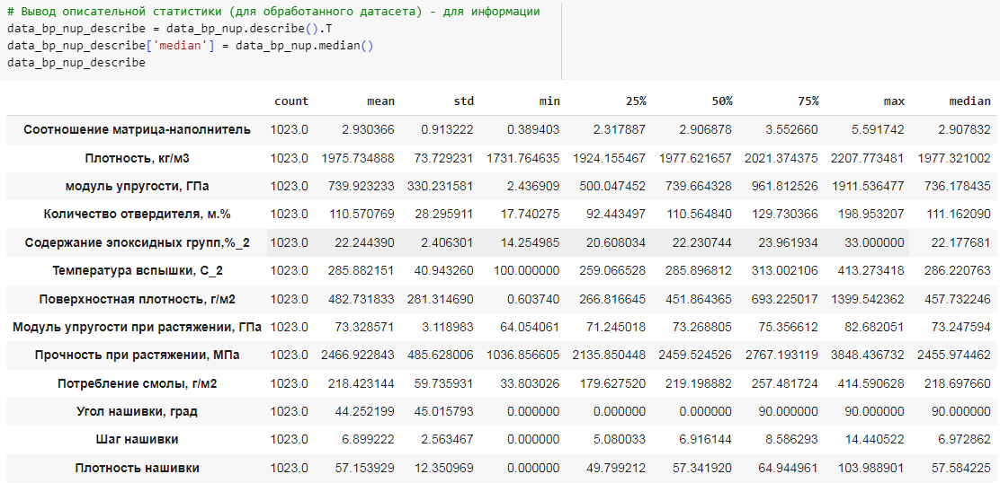 # Вывод описательной статистики (для обработанного датасета) - для информации
data_bp_nup_describe = data_bp_nup.describe().T
data_bp_nup_describe['median'] = data_bp_nup.median()
data_bp_nup_describe
count mean std min 25% 50% 75% max median
Соотношение матрица-наполнитель 1023.0 2.930366 0.913222 0.389403 2.317887 2.906878 3.552660 5.591742 2.907832
Плотность, кг/м3 1023.0 1975.734888 73.729231 1731.764635 1924.155467 1977.621657 2021.374375 2207.773481 1977.321002
модуль упругости, ГПа 1023.0 739.923233 330.231581 2.436909 500.047452 739.664328 961.812526 1911.536477 736.178435
Количество отвердителя, м.% 1023.0 110.570769 28.295911 17.740275 92.443497 110.564840 129.730366 198.953207 111.162090
Содержание эпоксидных групп,%_2 1023.0 22.244390 2.406301 14.254985 20.608034 22.230744 23.961934 33.000000 22.177681
Температура вспышки, С_2 1023.0 285.882151 40.943260 100.000000 259.066528 285.896812 313.002106 413.273418 286.220763
Поверхностная плотность, г/м2 1023.0 482.731833 281.314690 0.603740 266.816645 451.864365 693.225017 1399.542362 457.732246
Модуль упругости при растяжении, ГПа 1023.0 73.328571 3.118983 64.054061 71.245018 73.268805 75.356612 82.682051 73.247594
Прочность при растяжении, МПа 1023.0 2466.922843 485.628006 1036.856605 2135.850448 2459.524526 2767.193119 3848.436732 2455.974462
Потребление смолы, г/м2 1023.0 218.423144 59.735931 33.803026 179.627520 219.198882 257.481724 414.590628 218.697660
Угол нашивки, град 1023.0 44.252199 45.015793 0.000000 0.000000 0.000000 90.000000 90.000000 90.000000
Шаг нашивки 1023.0 6.899222 2.563467 0.000000 5.080033 6.916144 8.586293 14.440522 6.972862
Плотность нашивки 1023.0 57.153929 12.350969 0.000000 49.799212 57.341920 64.944961 103.988901 57.584225